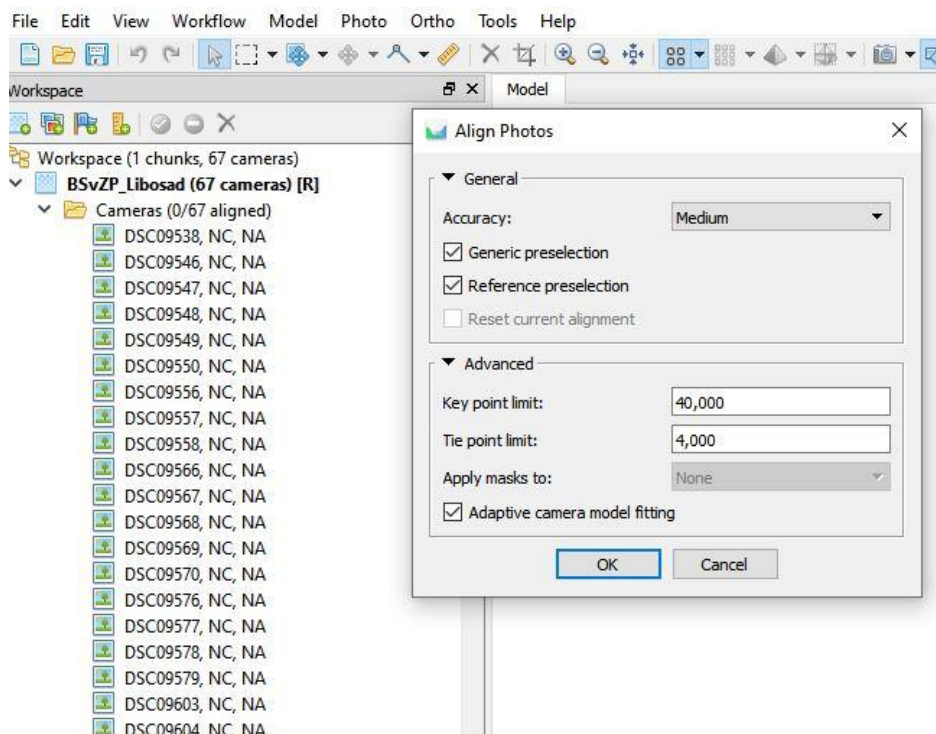 File Edit View Workflow Model Photo Ortho Tools Help
Workspace
Model
Workspace (1 chunks, 67 cameras)
BSvZP_Libosad (67 cameras) [R]
Cameras (0/67 aligned)
DSC09538, NC, NA
DSC09546, NC, NA
DSC09547, NC, NA
DSC09548, NC, NA
DSC09549, NC, NA
DSC09550, NC, NA
DSC09556, NC, NA
DSC09557, NC, NA
DSC09558, NC, NA
DSC09566, NC, NA
DSC09567, NC, NA
DSC09568, NC, NA
DSC09569, NC, NA
DSC09570, NC, NA
DSC09576, NC, NA
DSC09577, NC, NA
DSC09578, NC, NA
DSC09579, NC, NA
DSC09603, NC, NA
DSC09604, NC, NA
Align Photos
General
Accuracy: Medium
Generic preselection
Reference preselection
Reset current alignment
Advanced
Key point limit: 40,000
Tie point limit: 4,000
Apply masks to: None
Adaptive camera model fitting
OK Cancel